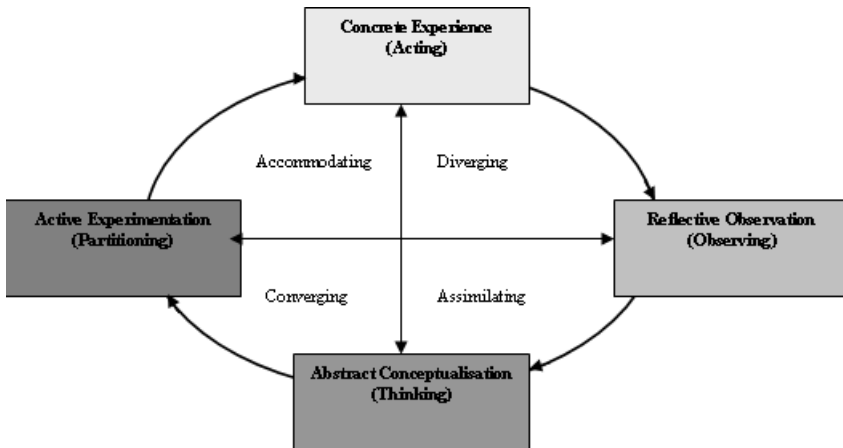 Concrete Experience
(Acting)
Accommodating
Diverging
Active Experimentation
(Partitioning)
Reflective Observation
(Observing)
Converging
Assimilating
Abstract Conceptualisation
(Thinking)